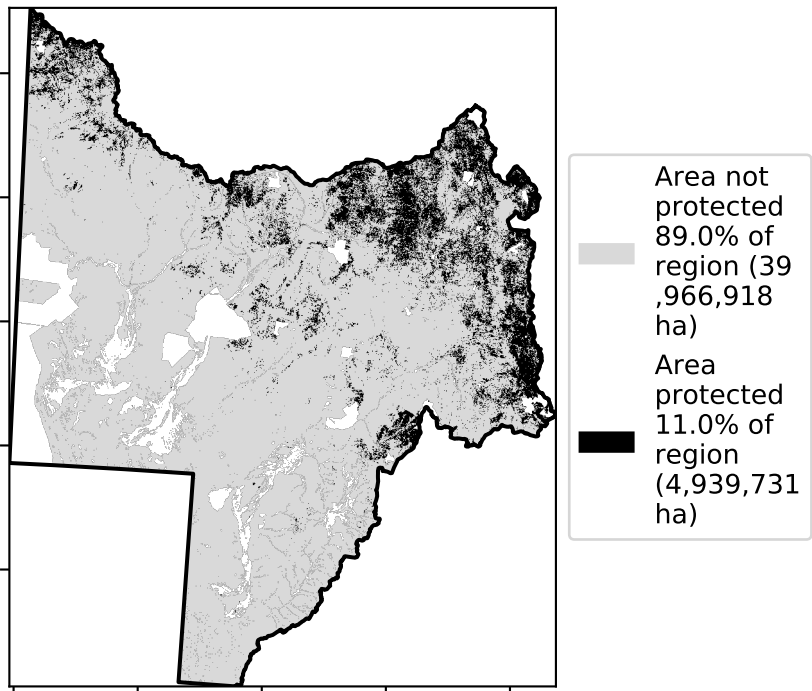 Area not
protected
89.0% of
region (39
,966,918
ha)
Area
protected
11.0% of
region
(4,939,731
ha)